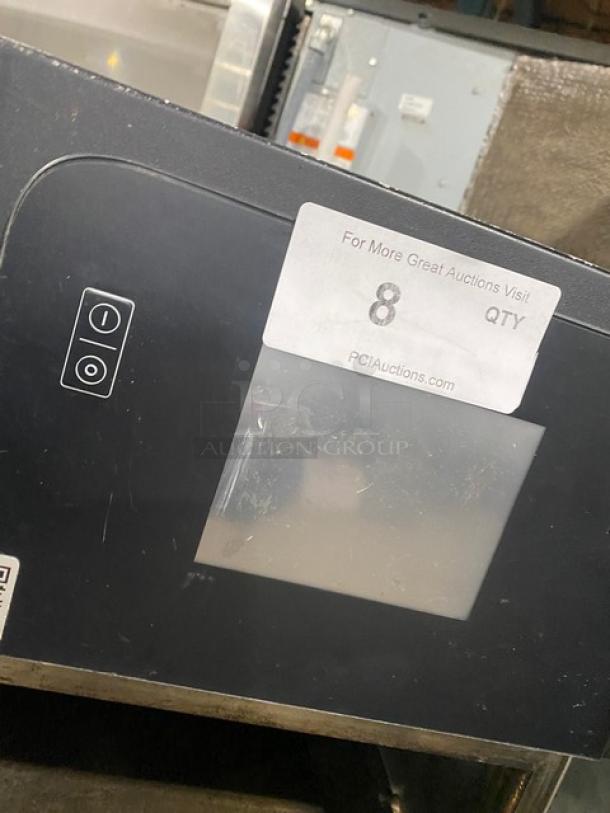 For More Great Auctions Visit
8 QTY
PCIAuctions.com
PCI
AUCTION GROUP